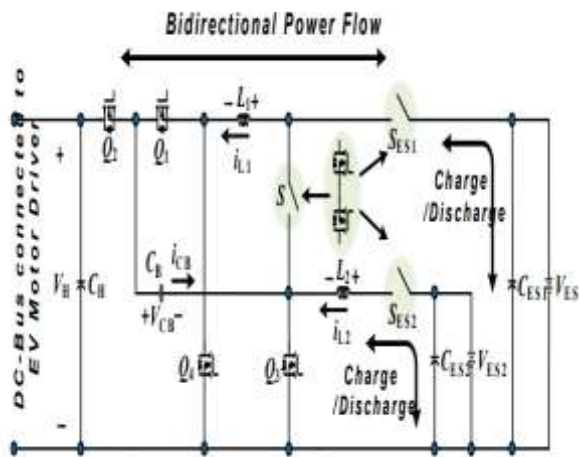 Bidirectional Power Flow
DC-Bus connected to
EV Motor Driver
+
−
Q2
Q1
−L1+
iL1
SES1
S
Charge
/Discharge
VH
CH
CB
iCB
+VCB−
−L2+
iL2
SES2
Q4
Q3
Charge
/Discharge
CES1
VES
CES2
VES2